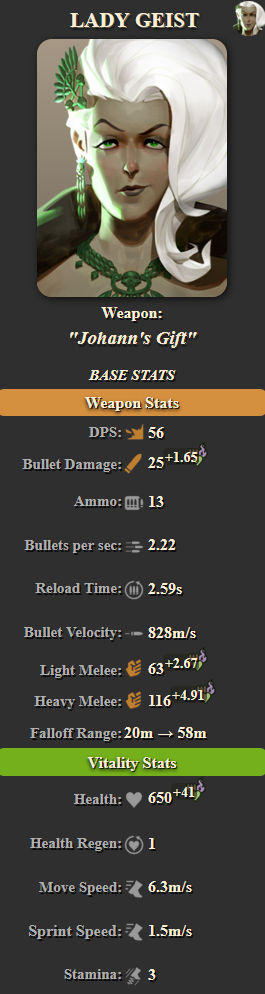 LADY GEIST
Weapon:
"Johann's Gift"
BASE STATS
Weapon Stats
DPS: 56
Bullet Damage: 25+1.65
Ammo: 13
Bullets per sec: 2.22
Reload Time: 2.59s
Bullet Velocity: 828m/s
Light Melee: 63+2.67
Heavy Melee: 116+4.91
Falloff Range: 20m → 58m
Vitality Stats
Health: 650+41
Health Regen: 1
Move Speed: 6.3m/s
Sprint Speed: 1.5m/s
Stamina: 3